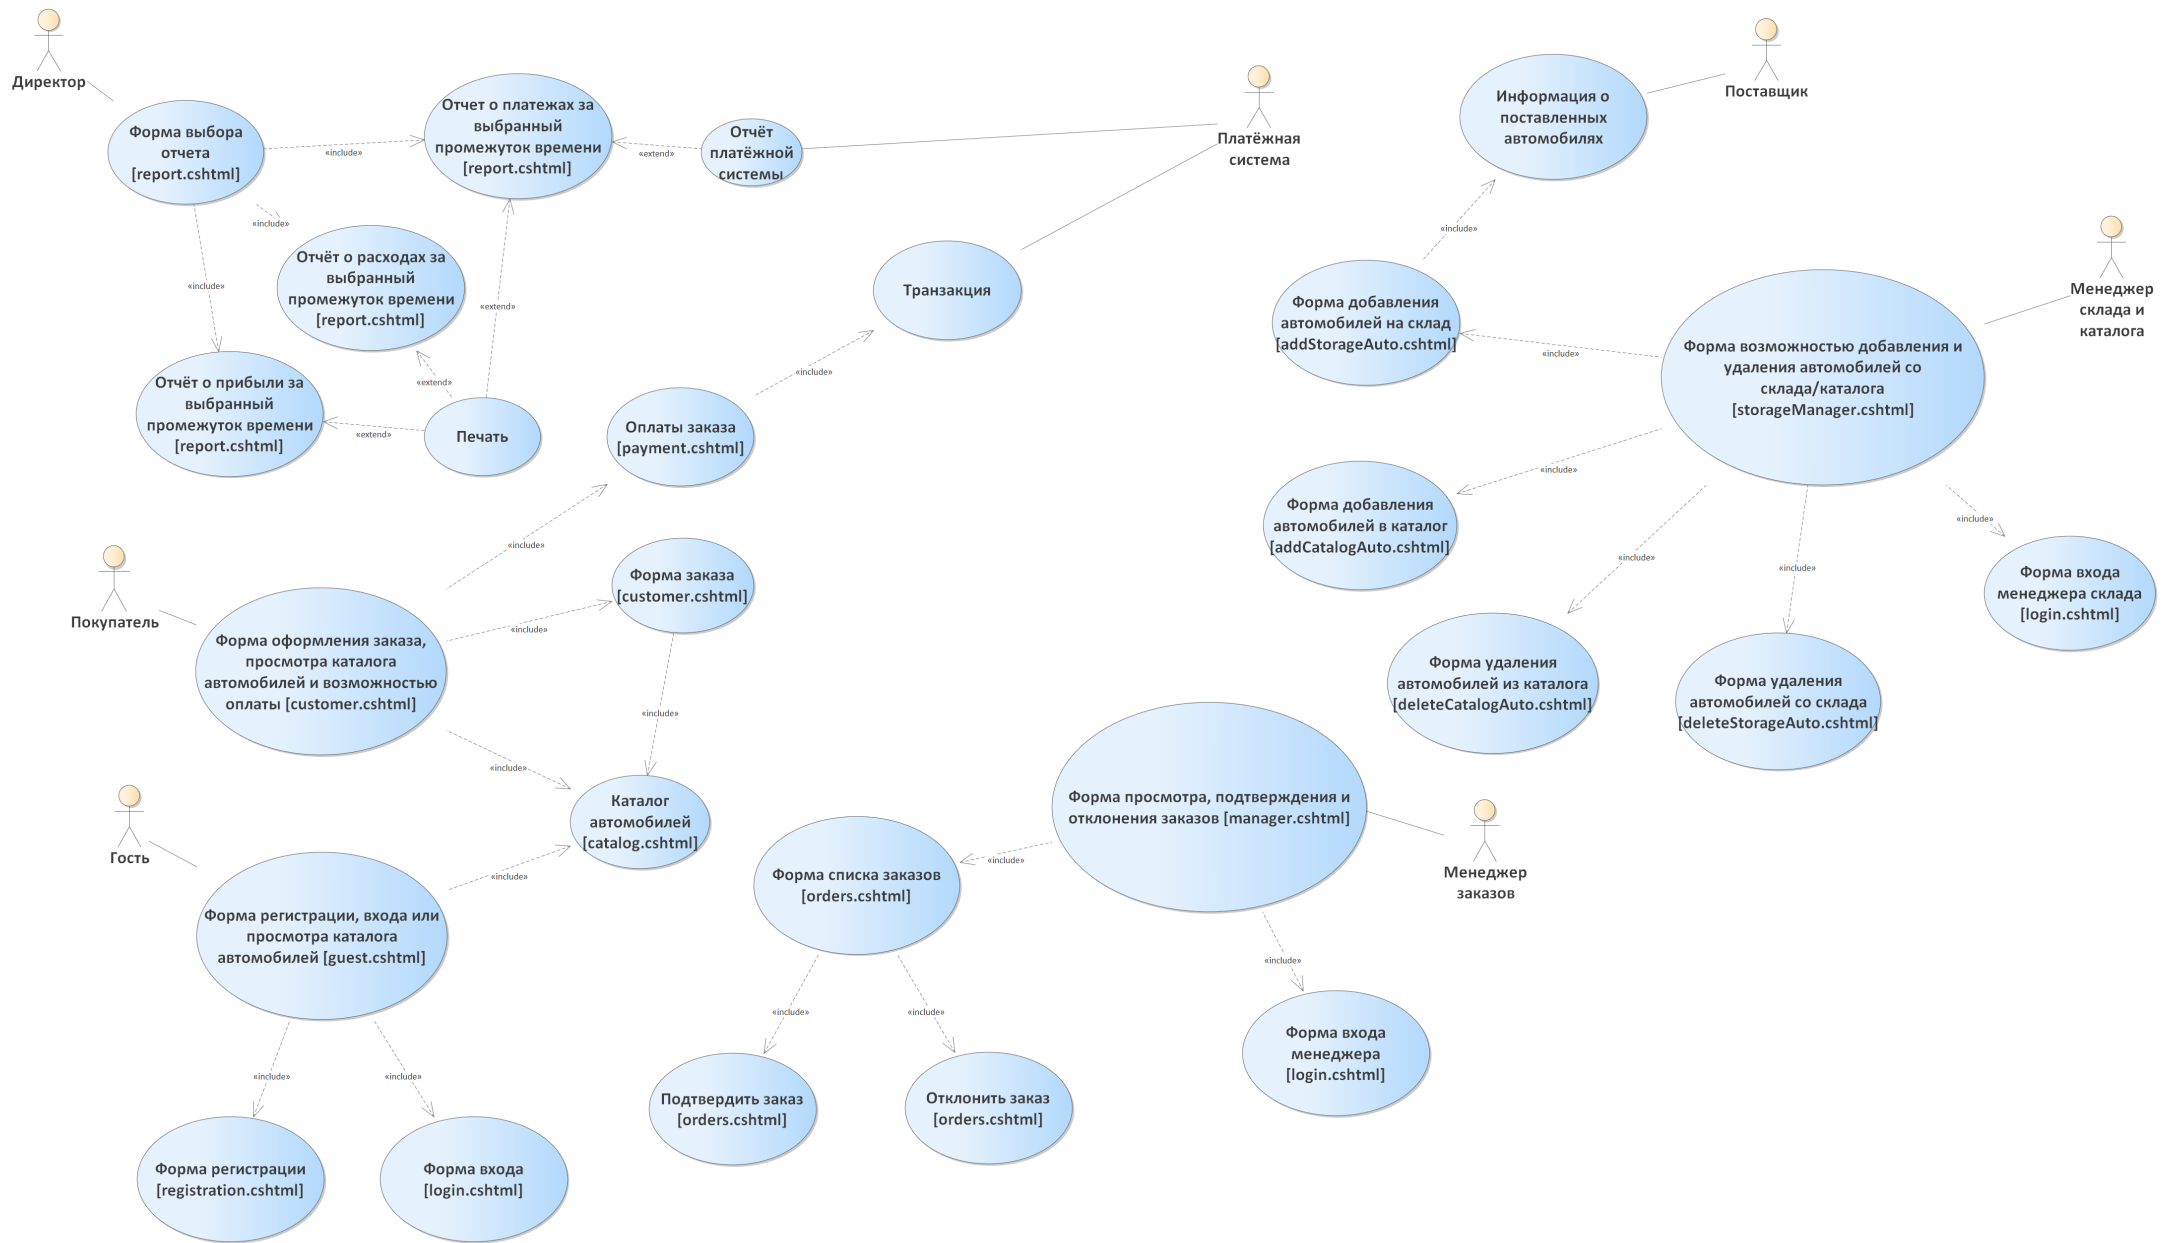 Директор
Форма выбора
отчета
[report.cshtml]
«include»
Отчет о платежах за
выбранный
промежуток времени
[report.cshtml]
«extend»
Отчёт
платёжной
системы
Платёжная
система
«include»
Отчёт о расходах за
выбранный
промежуток времени
[report.cshtml]
«include»
«extend»
Отчёт о прибыли за
выбранный
промежуток времени
[report.cshtml]
«extend»
«extend»
Печать
Транзакция
«include»
Оплаты заказа
[payment.cshtml]
«include»
Покупатель
Форма оформления заказа,
просмотра каталога
автомобилей и возможностью
оплаты [customer.cshtml]
«include»
Форма заказа
[customer.cshtml]
«include»
«include»
Каталог
автомобилей
[catalog.cshtml]
Гость
Форма регистрации, входа или
просмотра каталога
автомобилей [guest.cshtml]
«include»
«include»
«include»
Форма регистрации
[registration.cshtml]
Форма входа
[login.cshtml]
Информация о
поставленных
автомобилях
Поставщик
«include»
Форма добавления
автомобилей на склад
[addStorageAuto.cshtml]
«include»
Менеджер
склада и
каталога
Форма возможностью добавления и
удаления автомобилей со
склада/каталога
[storageManager.cshtml]
«include»
Форма добавления
автомобилей в каталог
[addCatalogAuto.cshtml]
«include»
«include»
«include»
Форма входа
менеджера склада
[login.cshtml]
Форма удаления
автомобилей из каталога
[deleteCatalogAuto.cshtml]
Форма удаления
автомобилей со склада
[deleteStorageAuto.cshtml]
Форма просмотра, подтверждения и
отклонения заказов [manager.cshtml]
Менеджер
заказов
«include»
Форма списка заказов
[orders.cshtml]
«include»
«include»
«include»
Форма входа
менеджера
[login.cshtml]
Подтвердить заказ
[orders.cshtml]
Отклонить заказ
[orders.cshtml]